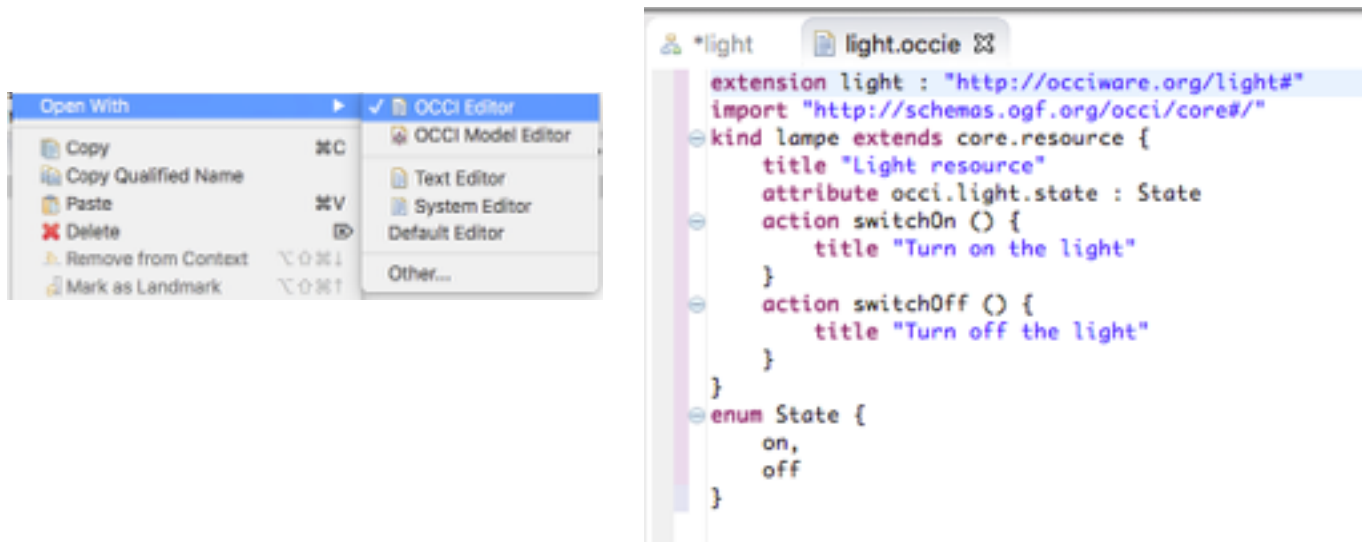 Open With
Copy ⌘C
Copy Qualified Name
Paste ⌘V
Delete ⌦
Remove from Context ⌥⇧⌘↓
Mark as Landmark ⌥⇧⌘↑
✓ OCCI Editor
OCCI Model Editor
Text Editor
System Editor
Default Editor
Other...
*light light.occie
extension light : "http://occiware.org/light#"
import "http://schemas.ogf.org/occi/core#/"
kind lampe extends core.resource {
title "Light resource"
attribute occi.light.state : State
action switchOn () {
title "Turn on the light"
}
action switchOff () {
title "Turn off the light"
}
}
enum State {
on,
off
}